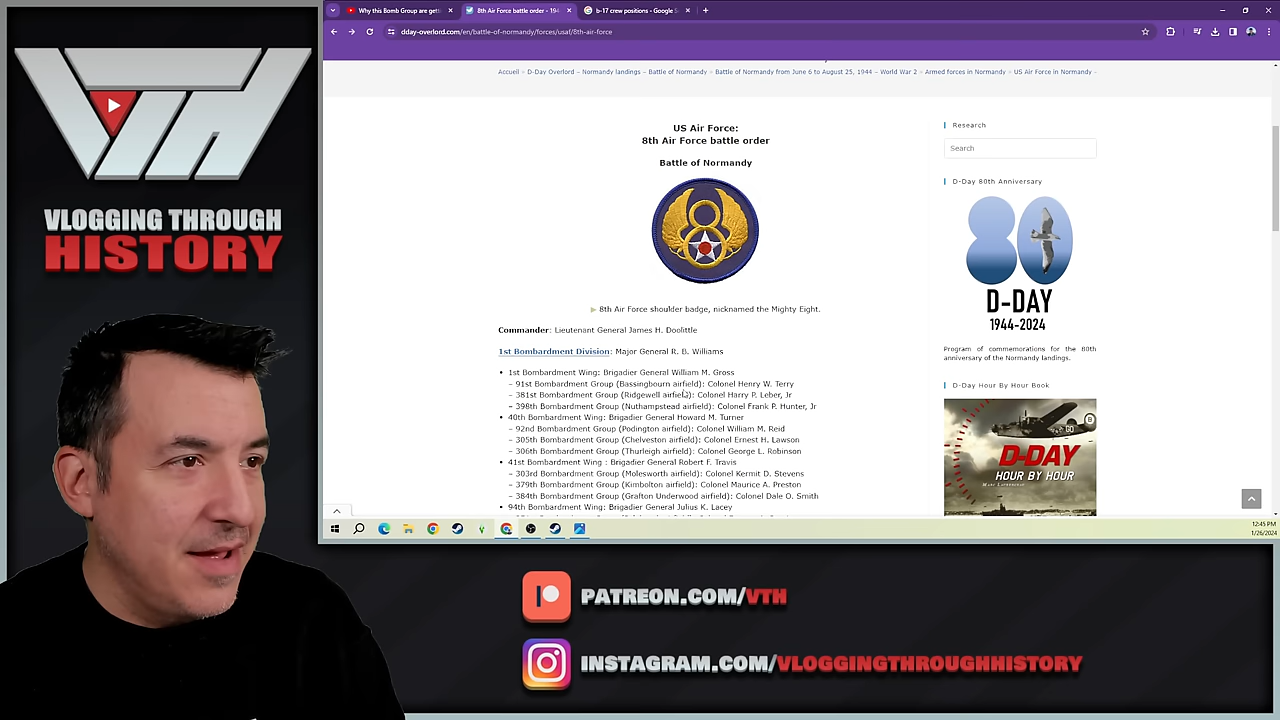 Why this Bomb Group are gett
8th Air Force battle order - 194
b-17 crew positions - Google S
dday-overlord.com/en/battle-of-normandy/forces/usaf/8th-air-force
Accueil » D-Day Overlord – Normandy landings – Battle of Normandy » Battle of Normandy from June 6 to August 25, 1944 – World War 2 » Armed forces in Normandy » US Air Force in Normandy –
VTH
VLOGGING THROUGH
HISTORY
US Air Force:
8th Air Force battle order
Battle of Normandy
8th Air Force shoulder badge, nicknamed the Mighty Eight.
Commander: Lieutenant General James H. Doolittle
1st Bombardment Division: Major General R. B. Williams
• 1st Bombardment Wing: Brigadier General William M. Gross
– 91st Bombardment Group (Bassingbourn airfield): Colonel Henry W. Terry
– 381st Bombardment Group (Ridgewell airfield): Colonel Harry P. Leber, Jr
– 398th Bombardment Group (Nuthampstead airfield): Colonel Frank P. Hunter, Jr
• 40th Bombardment Wing: Brigadier General Howard M. Turner
– 92nd Bombardment Group (Podington airfield): Colonel William M. Reid
– 305th Bombardment Group (Chelveston airfield): Colonel Ernest H. Lawson
– 306th Bombardment Group (Thurleigh airfield): Colonel George L. Robinson
• 41st Bombardment Wing : Brigadier General Robert F. Travis
– 303rd Bombardment Group (Molesworth airfield): Colonel Kermit D. Stevens
– 379th Bombardment Group (Kimbolton airfield): Colonel Maurice A. Preston
– 384th Bombardment Group (Grafton Underwood airfield): Colonel Dale O. Smith
• 94th Bombardment Wing: Brigadier General Julius K. Lacey
Research
Search
D-Day 80th Anniversary
D-DAY
1944-2024
Program of commemorations for the 80th
anniversary of the Normandy landings.
D-Day Hour By Hour Book
D-DAY
HOUR BY HOUR
12:45 PM
1/26/2024
PATREON.COM/VTH
INSTAGRAM.COM/VLOGGINGTHROUGHHISTORY